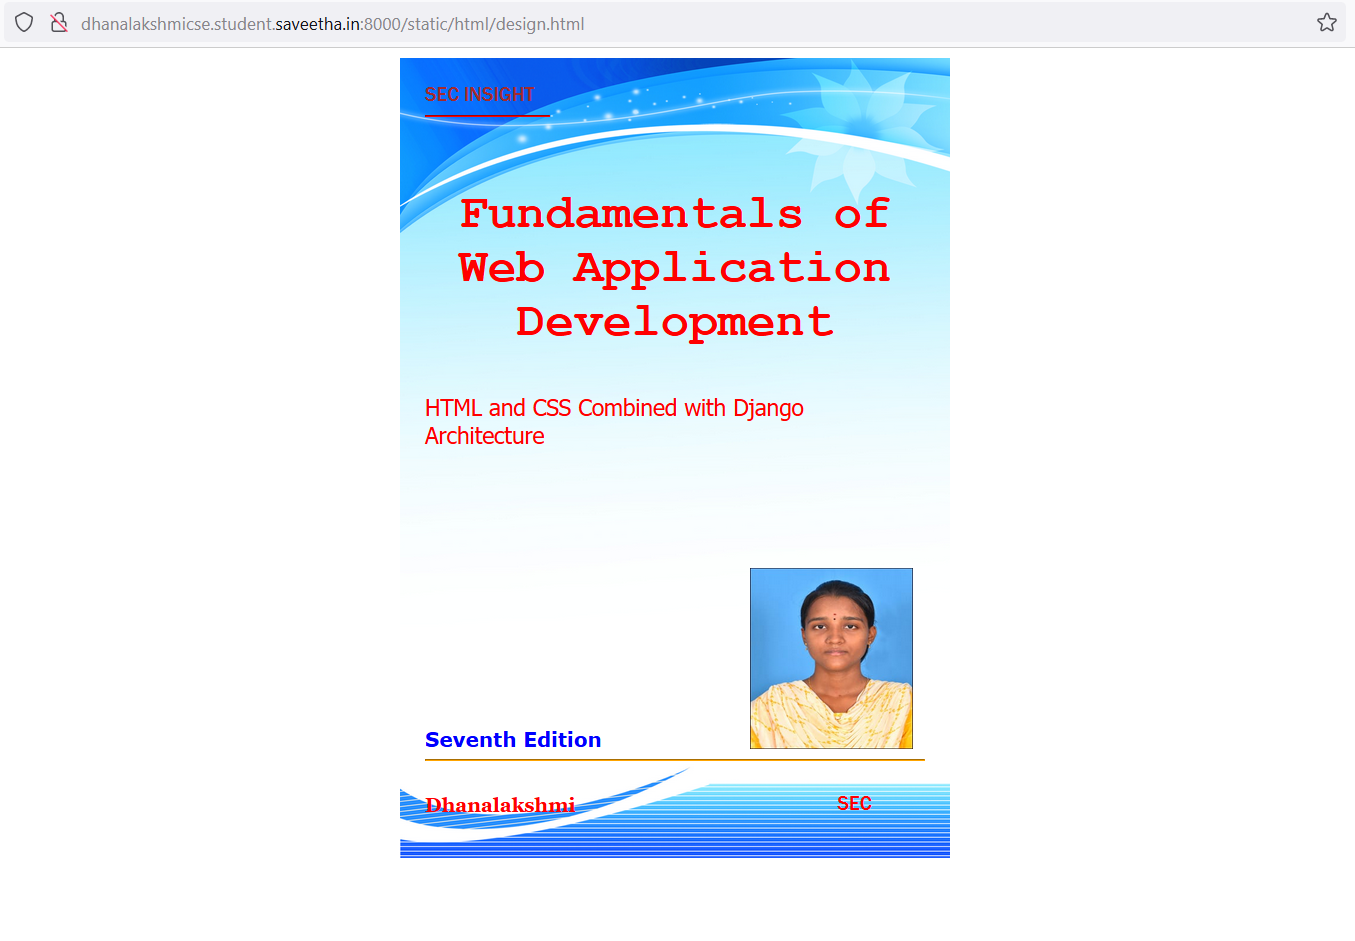 dhanalakshmicse.student.saveetha.in:8000/static/html/design.html
SEC INSIGHT
Fundamentals of
Web Application
Development
HTML and CSS Combined with Django
Architecture
Seventh Edition
Dhanalakshmi
SEC